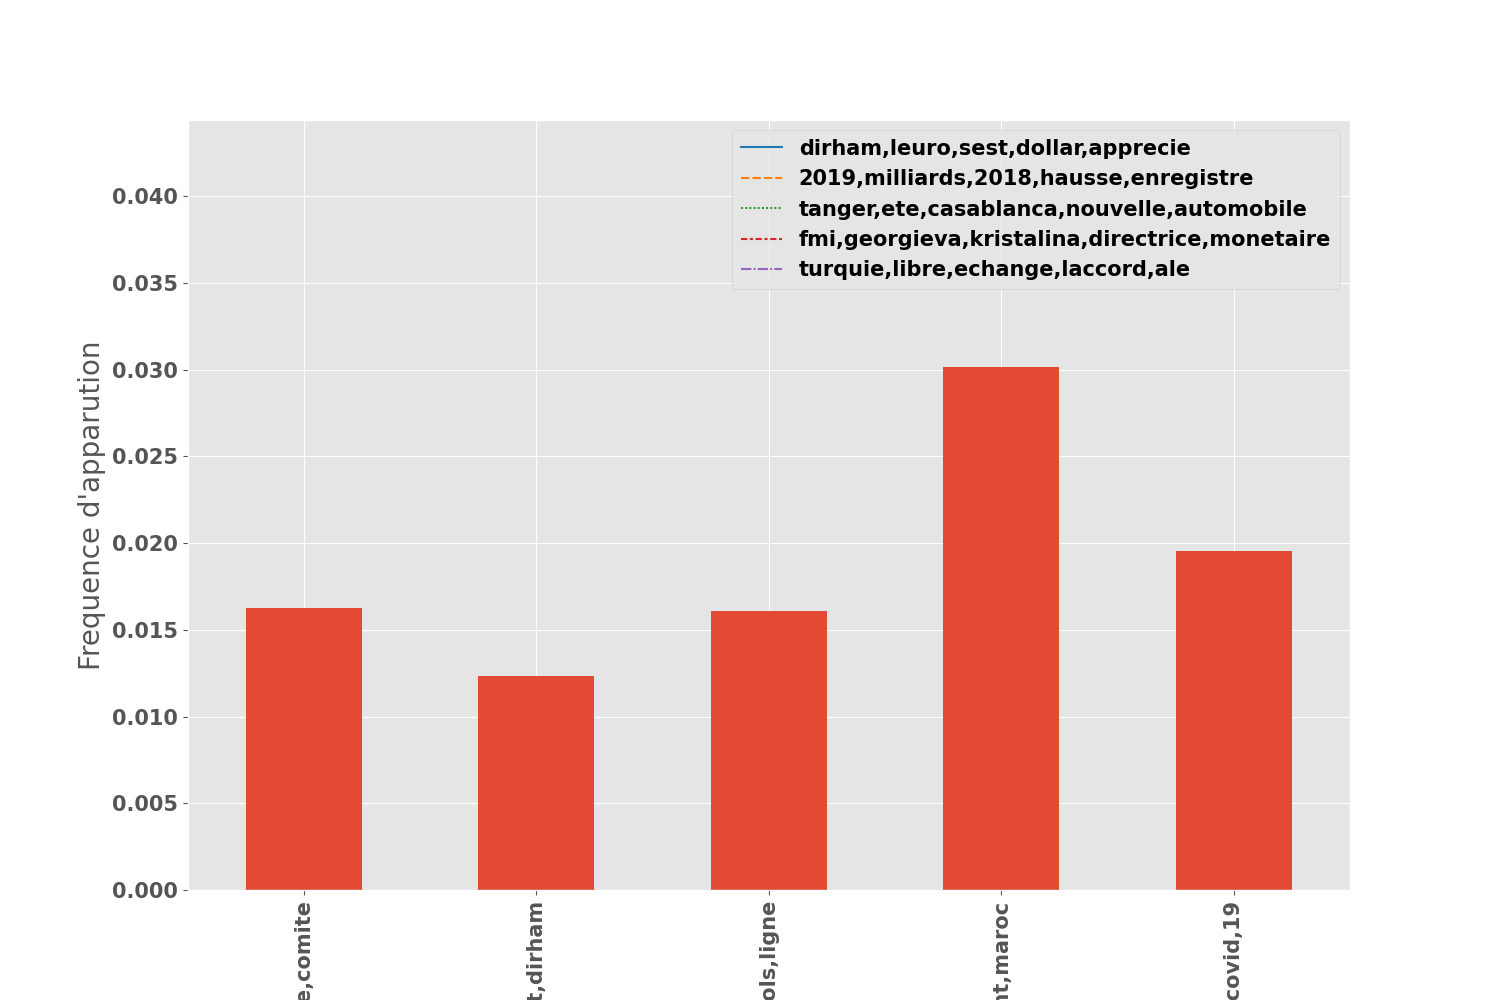 dirham,leuro,sest,dollar,apprecie
2019,milliards,2018,hausse,enregistre
tanger,ete,casablanca,nouvelle,automobile
fmi,georgieva,kristalina,directrice,monetaire
turquie,libre,echange,laccord,ale
0.040
0.035
0.030
0.025
0.020
0.015
0.010
0.005
0.000
Frequence d'apparution
e,comite
t,dirham
ols,ligne
nt,maroc
covid,19